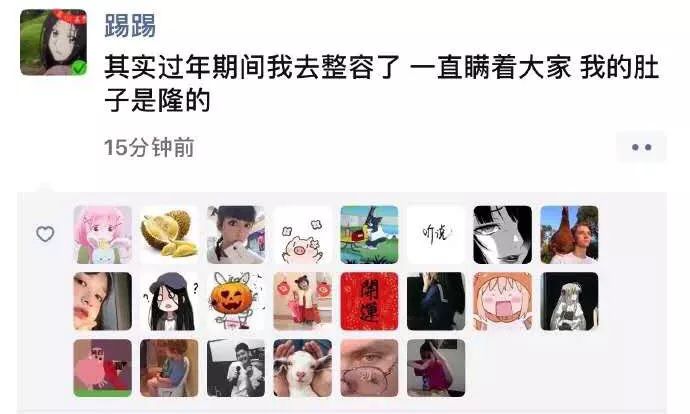 踢踢
其实过年期间我去整容了 一直瞒着大家 我的肚
子是隆的
15分钟前
听说
開運